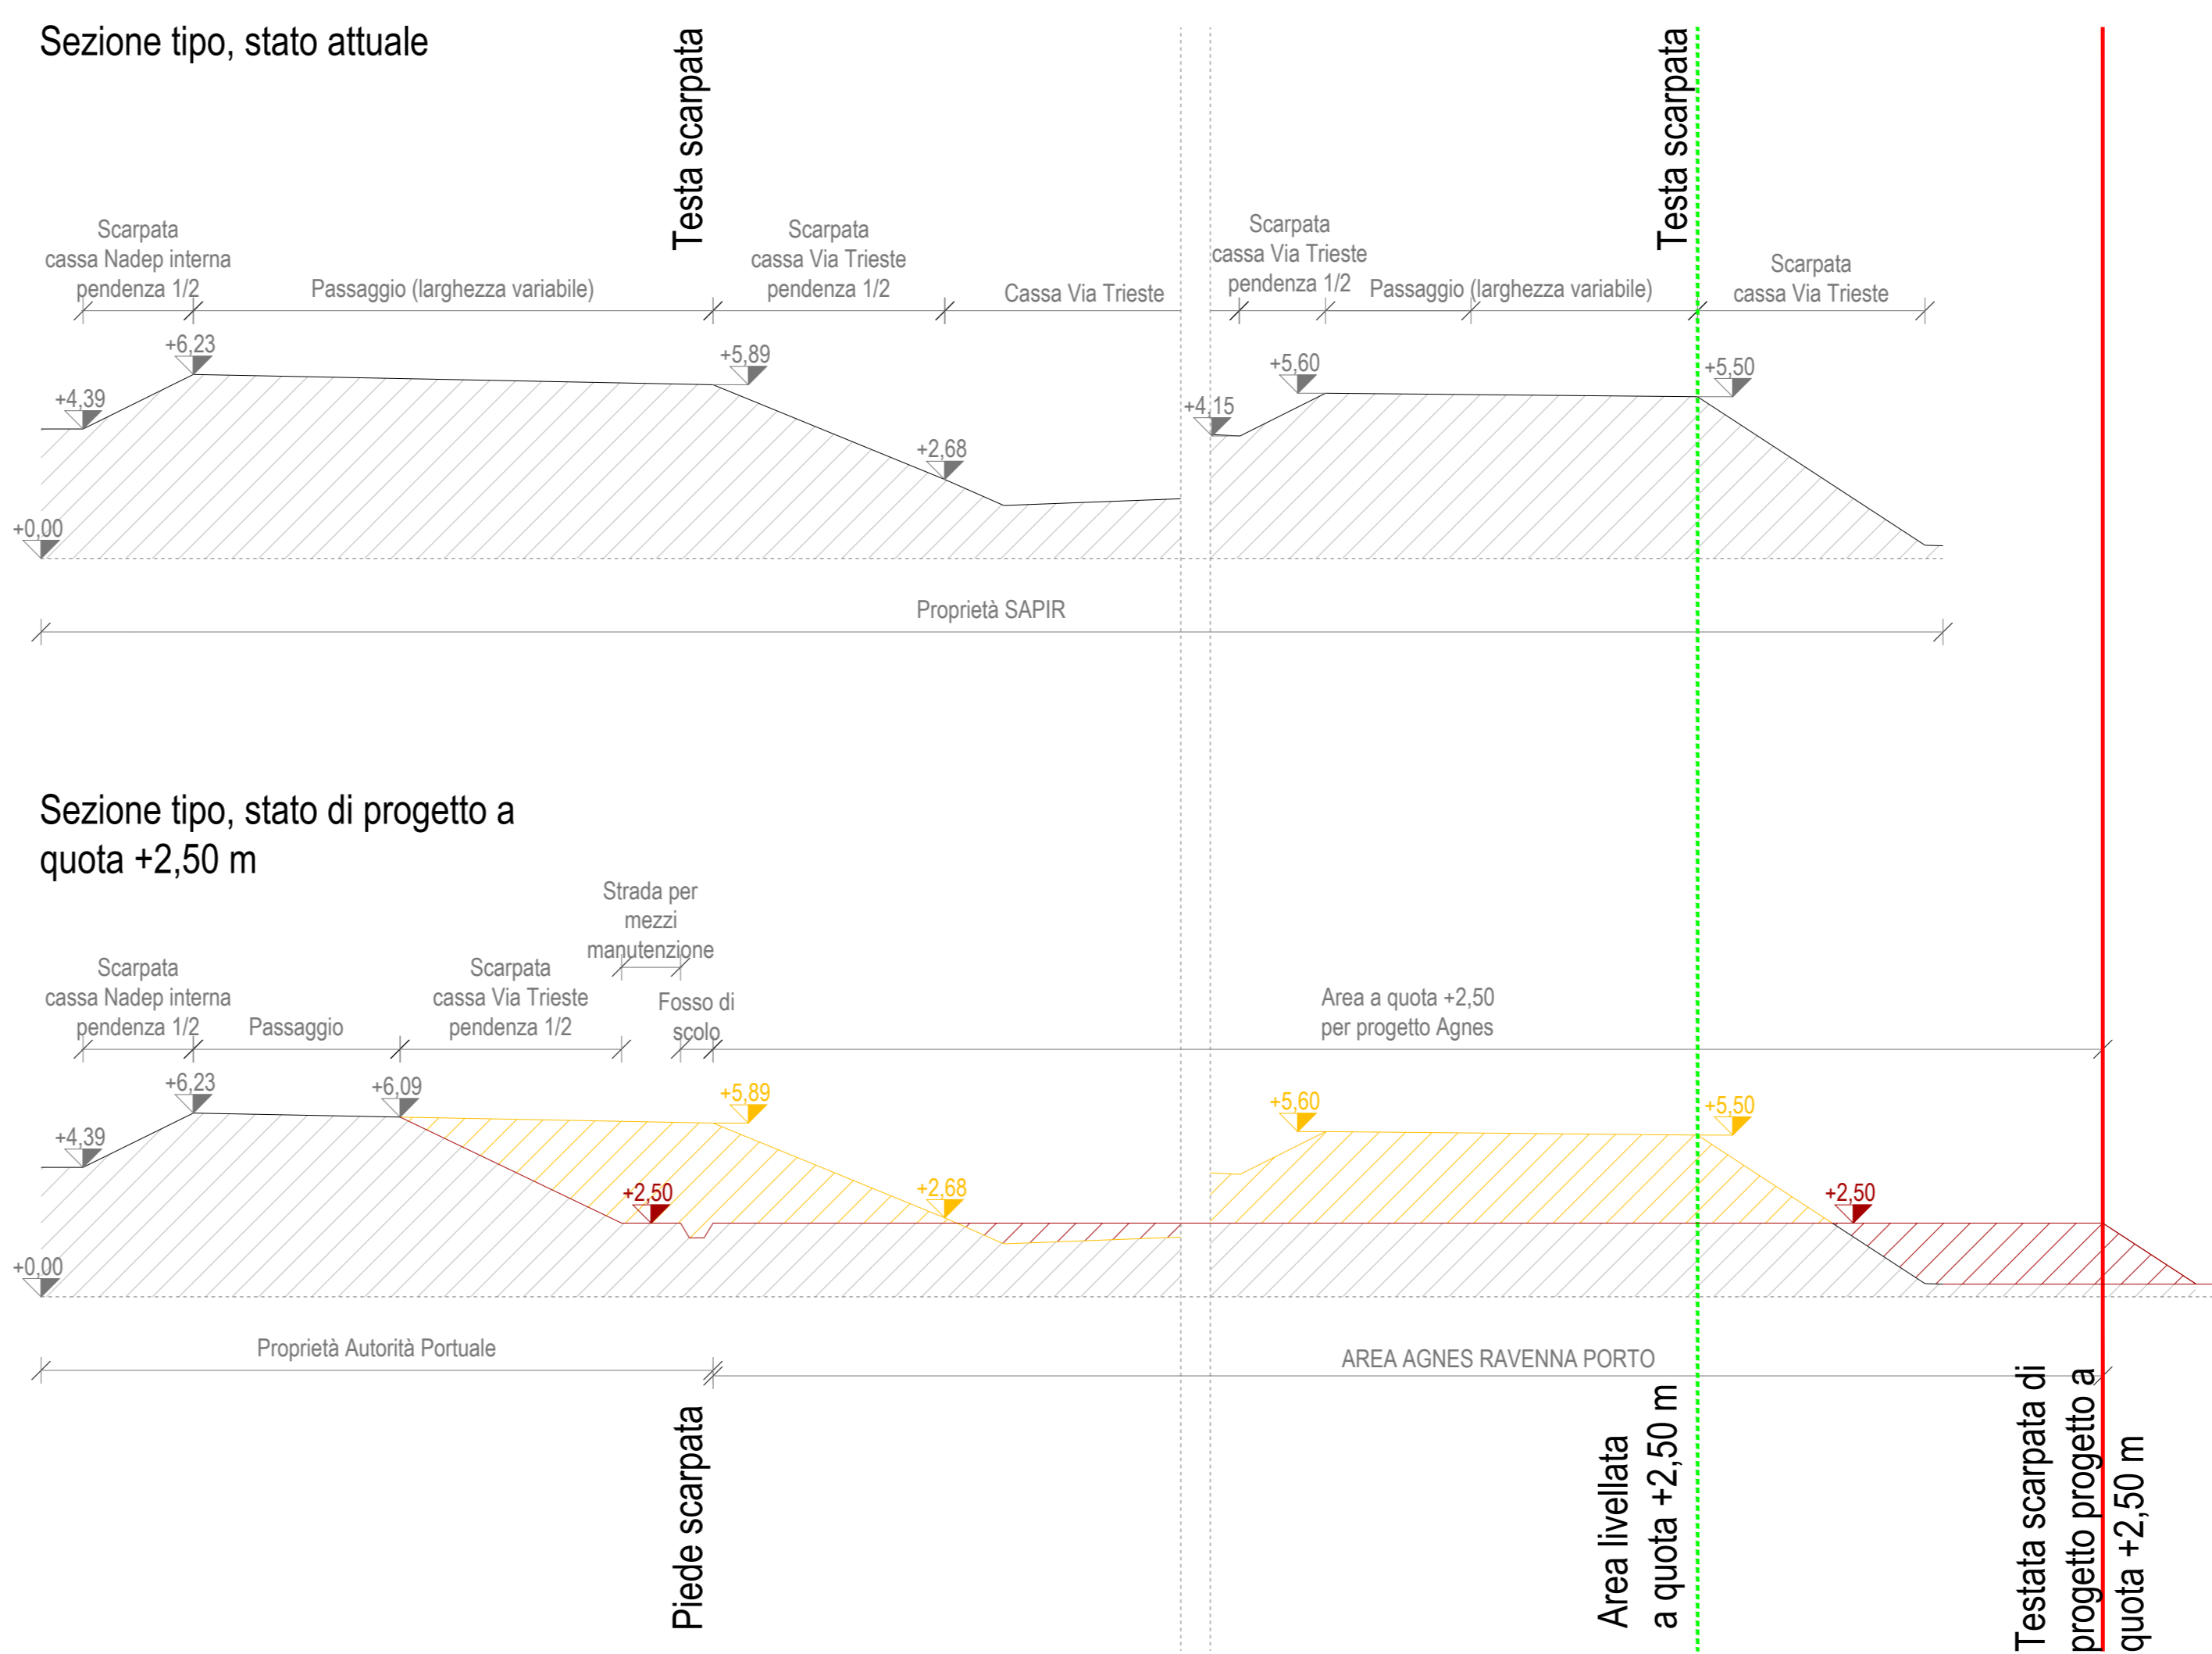 Sezione tipo, stato attuale
Testa scarpata
Testa scarpata
Scarpata
cassa Nadep interna
pendenza 1/2
Passaggio (larghezza variabile)
Scarpata
cassa Via Trieste
pendenza 1/2
Cassa Via Trieste
Scarpata
cassa Via Trieste
pendenza 1/2
Passaggio (larghezza variabile)
Scarpata
cassa Via Trieste
+6,23
+5,89
+5,60
+5,50
+4,39
+4,15
+2,68
+0,00
Proprietà SAPIR
Sezione tipo, stato di progetto a
quota +2,50 m
Strada per
mezzi
manutenzione
Scarpata
cassa Nadep interna
pendenza 1/2
Passaggio
Scarpata
cassa Via Trieste
pendenza 1/2
Fosso di
scolo
Area a quota +2,50
per progetto Agnes
+6,23
+6,09
+5,89
+5,60
+5,50
+4,39
+2,50
+2,68
+2,50
+0,00
Proprietà Autorità Portuale
AREA AGNES RAVENNA PORTO
Piede scarpata
Area livellata
a quota +2,50 m
Testata scarpata di
progetto progetto a
quota +2,50 m